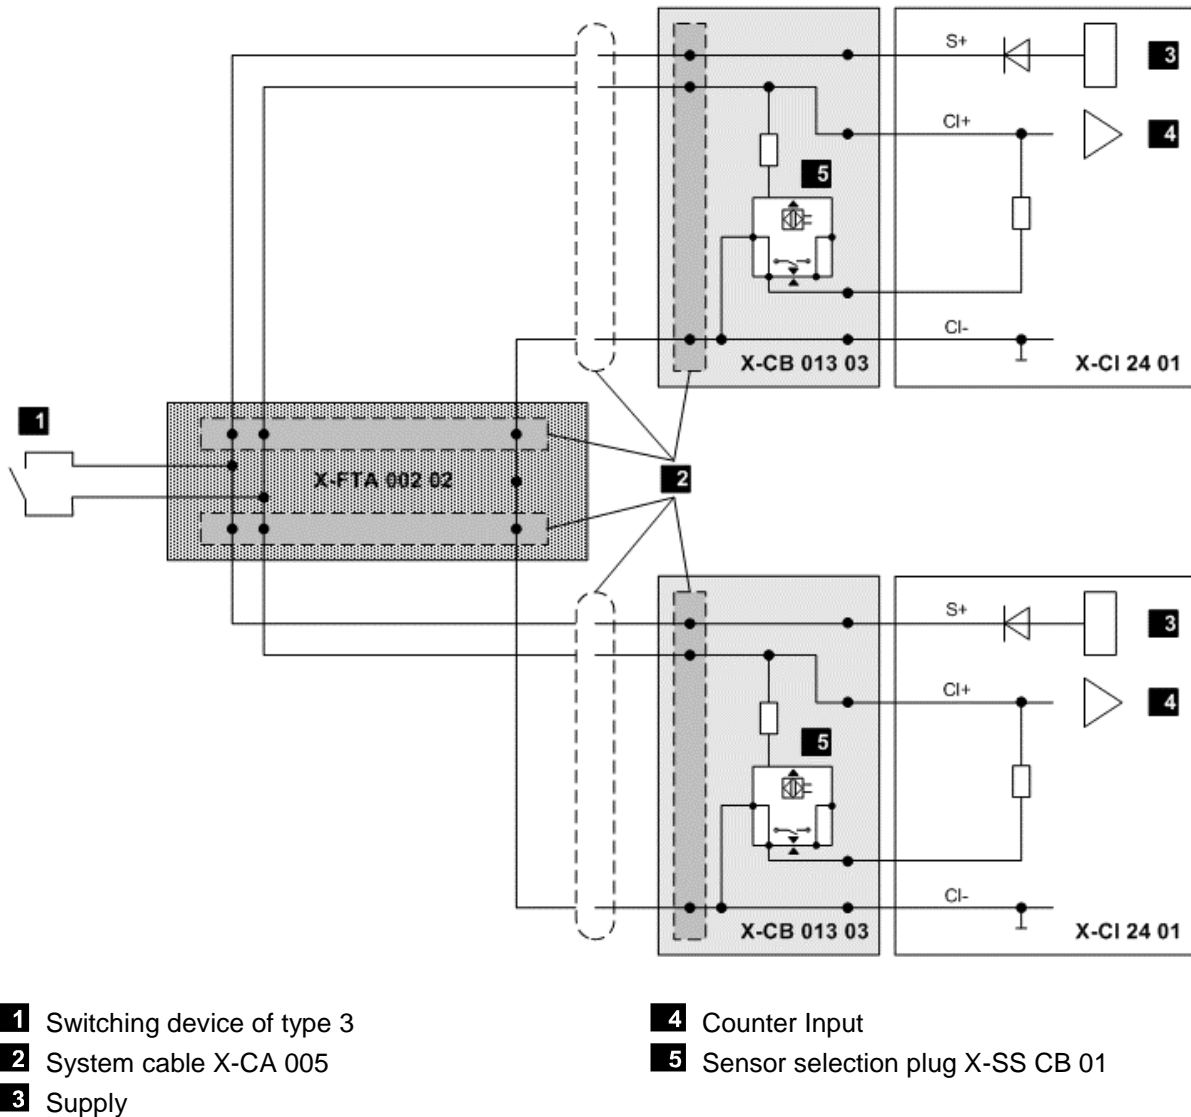 S+
3
CI+
4
5
CI-
X-CB 013 03
X-CI 24 01
1
X-FTA 002 02
2
S+
3
CI+
4
5
CI-
X-CB 013 03
X-CI 24 01
1 Switching device of type 3
2 System cable X-CA 005
3 Supply
4 Counter Input
5 Sensor selection plug X-SS CB 01